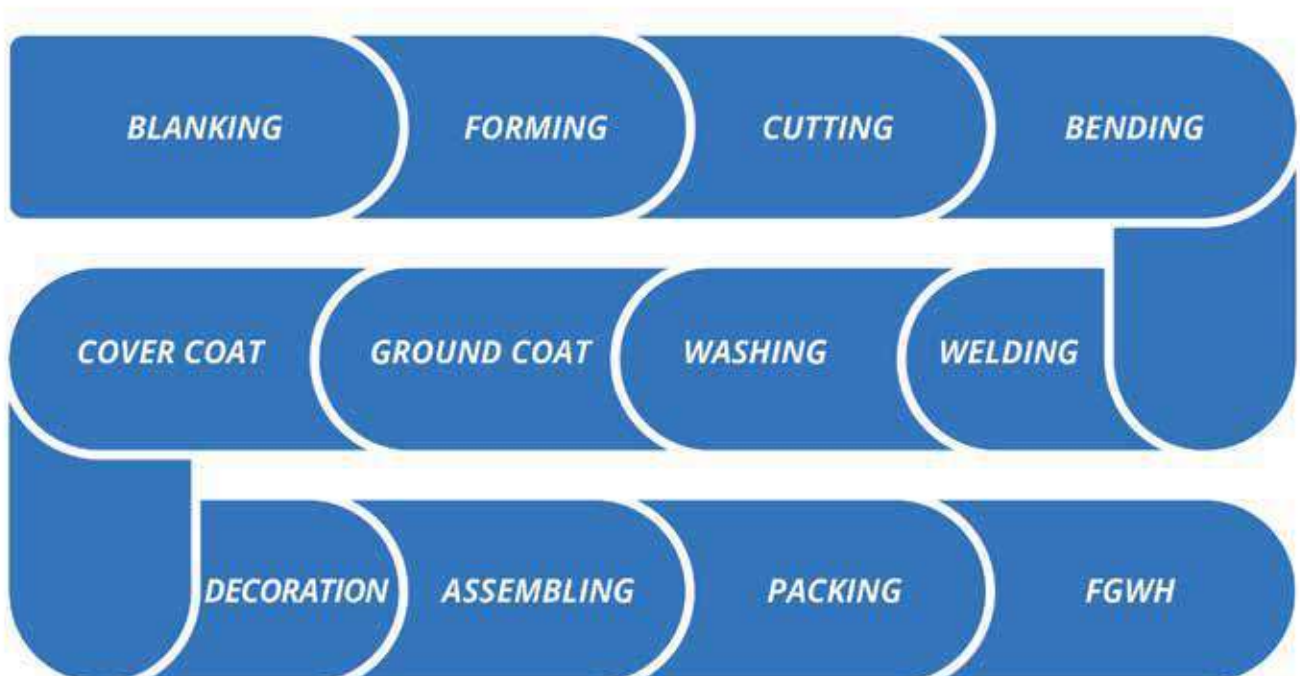 BLANKING FORMING CUTTING BENDING
COVER COAT GROUND COAT WASHING WELDING
DECORATION ASSEMBLING PACKING FGWH